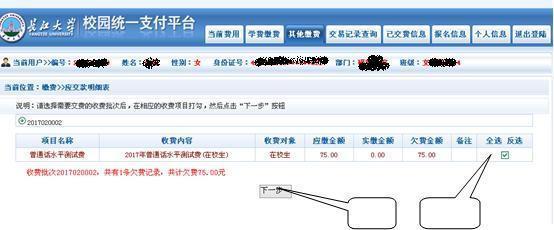 长江大学 校园统一支付平台
YANGTZE UNIVERSITY
当前费用 学费缴费 其他缴费 交易记录查询 已交费信息 报名信息 个人信息 退出登陆
当前用户>>编号: 姓名: 性别: 女 身份证号: 部门: 班级:
当前位置: 缴费>>应交款明细表
说明:请选择需要交费的收费批次后,在相应的收费项目打勾,然后点击“下一步”按钮
2017020002
项目名称 收费内容 收费对象 应缴金额 实缴金额 欠费金额 备注 全选 反选
普通话水平测试费 2017年普通话水平测试费(在校生) 在校生 75.00 0.00 75.00
收费批次2017020002,共有1条欠费记录,共计欠费75.00元
下一步